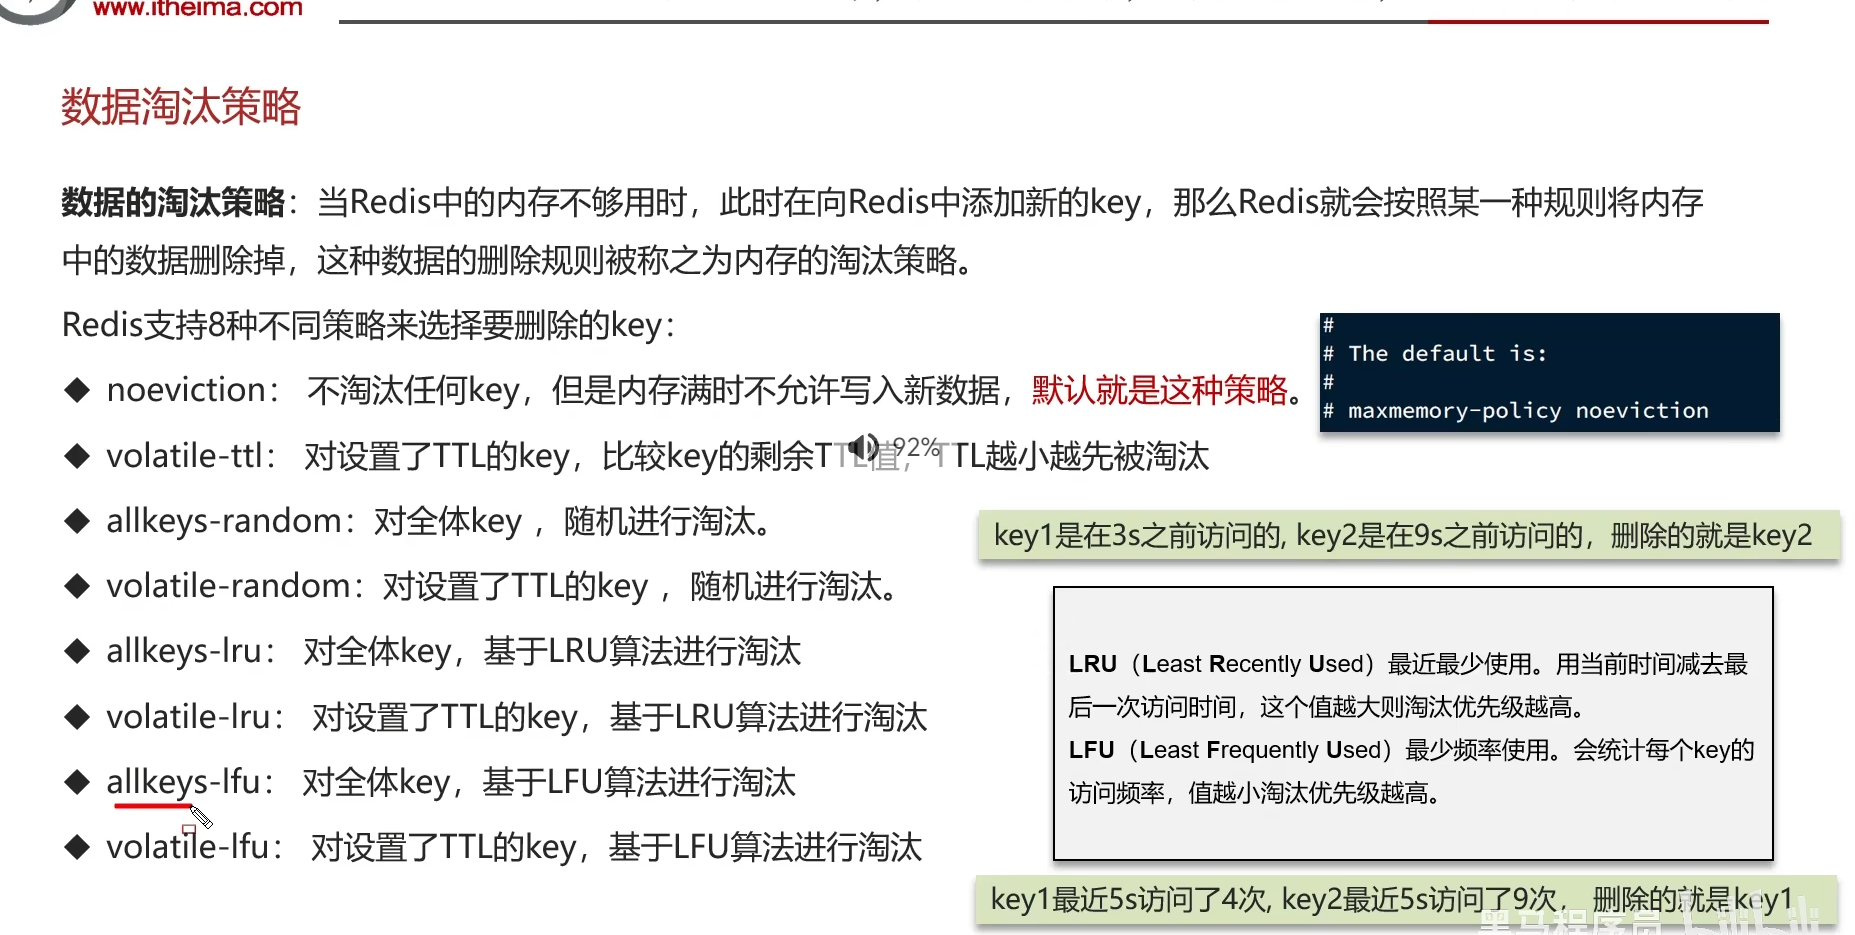 www.itheima.com
数据淘汰策略
数据的淘汰策略：当Redis中的内存不够用时，此时在向Redis中添加新的key，那么Redis就会按照某一种规则将内存
中的数据删除掉，这种数据的删除规则被称之为内存的淘汰策略。
Redis支持8种不同策略来选择要删除的key：
◆ noeviction： 不淘汰任何key，但是内存满时不允许写入新数据，默认就是这种策略。
#
# The default is:
#
# maxmemory-policy noeviction
◆ volatile-ttl： 对设置了TTL的key，比较key的剩余TTL值，TTL越小越先被淘汰
92%
◆ allkeys-random：对全体key ，随机进行淘汰。
◆ volatile-random：对设置了TTL的key ，随机进行淘汰。
◆ allkeys-lru： 对全体key，基于LRU算法进行淘汰
◆ volatile-lru： 对设置了TTL的key，基于LRU算法进行淘汰
◆ allkeys-lfu： 对全体key，基于LFU算法进行淘汰
◆ volatile-lfu： 对设置了TTL的key，基于LFU算法进行淘汰
key1是在3s之前访问的, key2是在9s之前访问的，删除的就是key2
LRU（Least Recently Used）最近最少使用。用当前时间减去最
后一次访问时间，这个值越大则淘汰优先级越高。
LFU（Least Frequently Used）最少频率使用。会统计每个key的
访问频率，值越小淘汰优先级越高。
key1最近5s访问了4次, key2最近5s访问了9次， 删除的就是key1
黑马程序员 bilibili